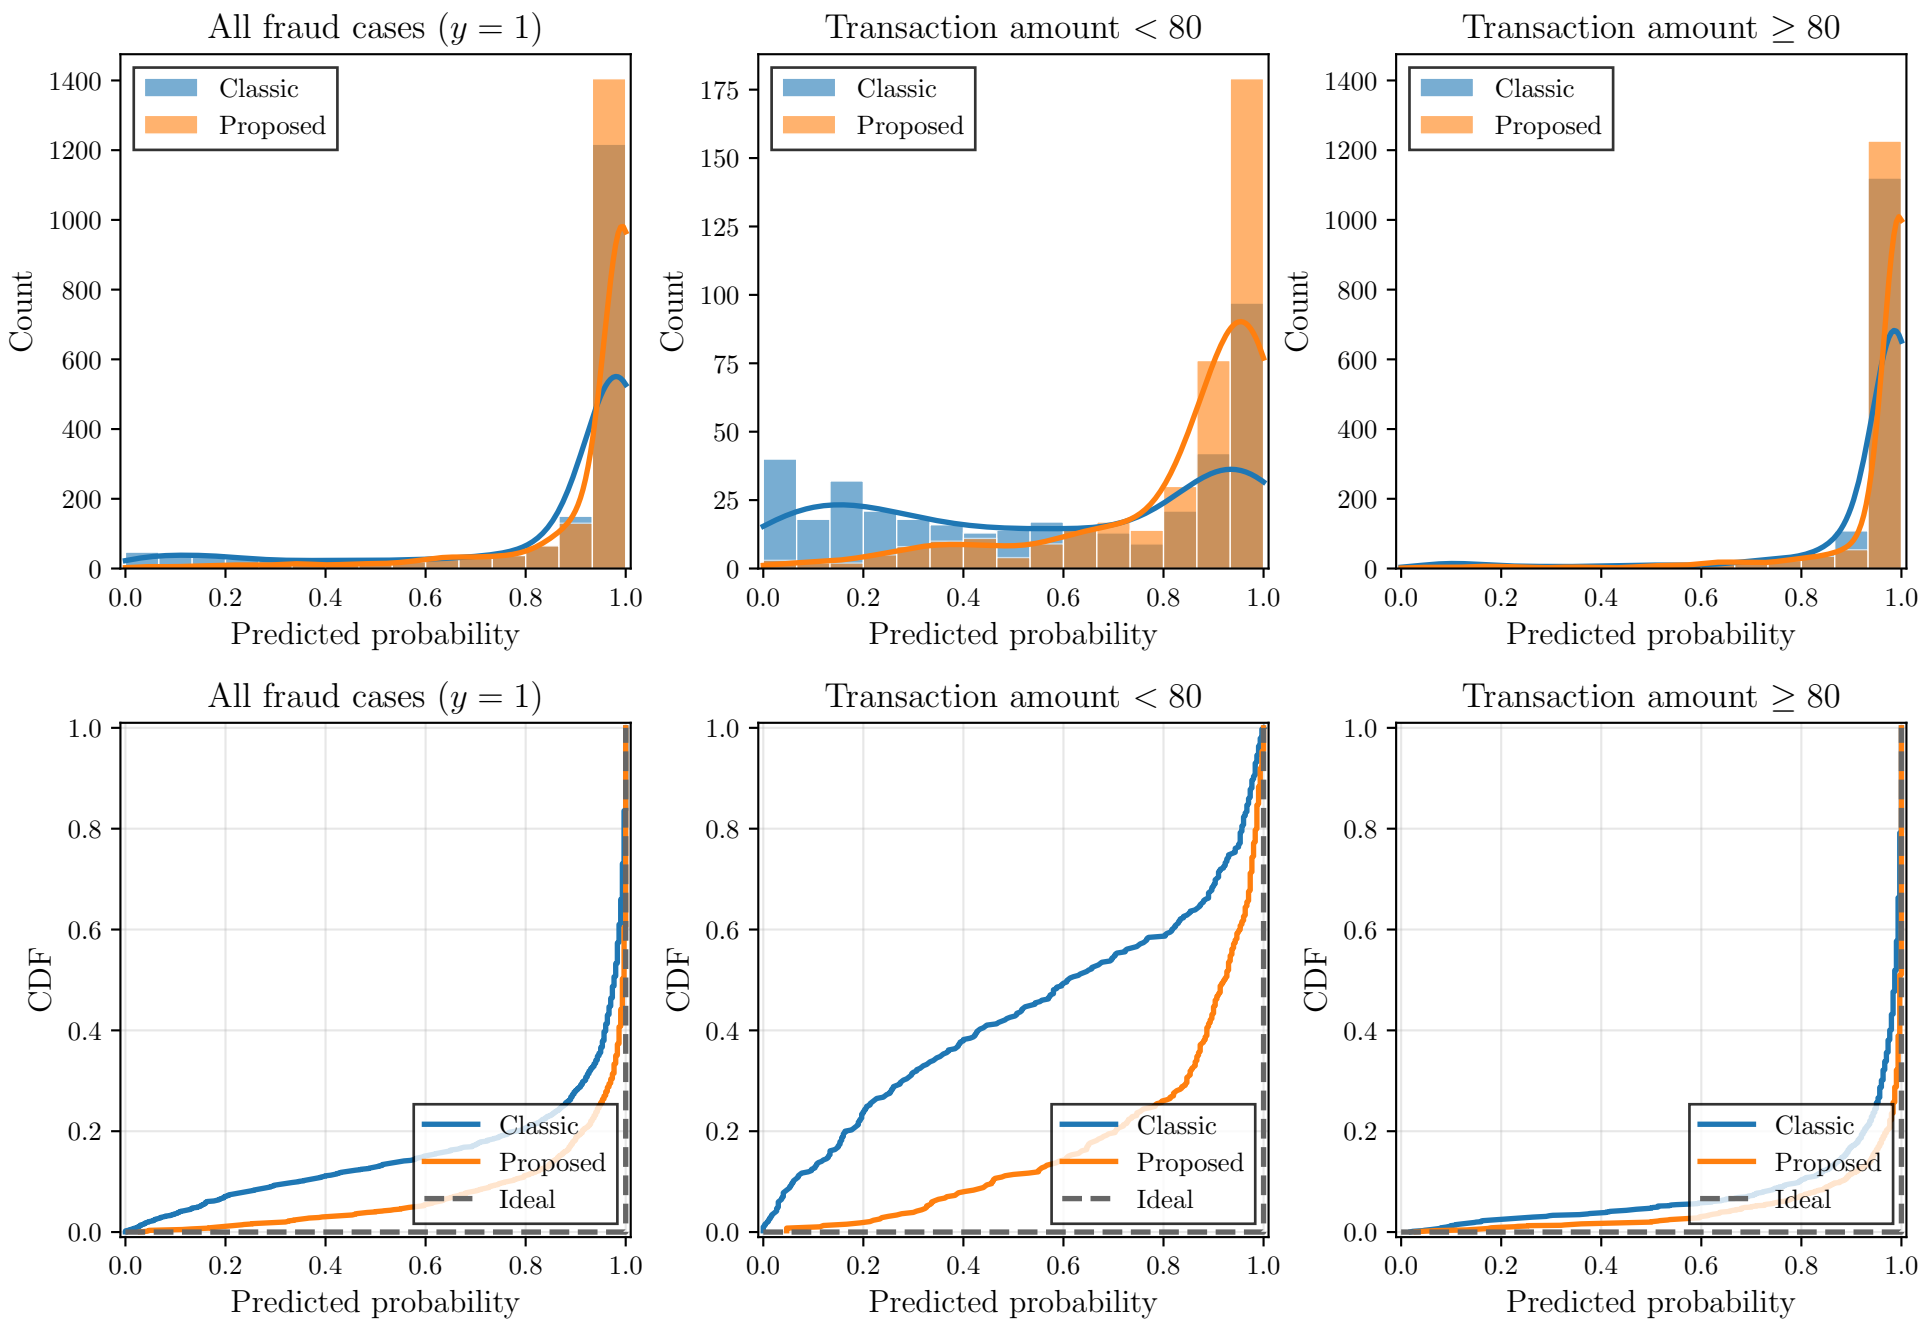 All fraud cases (y = 1)
Classic
Proposed
1400
1200
1000
800
600
400
200
0
Count
0.0 0.2 0.4 0.6 0.8 1.0
Predicted probability
Transaction amount < 80
Classic
Proposed
175
150
125
100
75
50
25
0
Count
0.0 0.2 0.4 0.6 0.8 1.0
Predicted probability
Transaction amount ≥ 80
Classic
Proposed
1400
1200
1000
800
600
400
200
0
Count
0.0 0.2 0.4 0.6 0.8 1.0
Predicted probability
All fraud cases (y = 1)
1.0
0.8
0.6
0.4
0.2
0.0
CDF
Classic
Proposed
Ideal
0.0 0.2 0.4 0.6 0.8 1.0
Predicted probability
Transaction amount < 80
1.0
0.8
0.6
0.4
0.2
0.0
CDF
Classic
Proposed
Ideal
0.0 0.2 0.4 0.6 0.8 1.0
Predicted probability
Transaction amount ≥ 80
1.0
0.8
0.6
0.4
0.2
0.0
CDF
Classic
Proposed
Ideal
0.0 0.2 0.4 0.6 0.8 1.0
Predicted probability